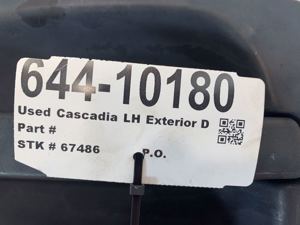 644-10180
Used Cascadia LH Exterior D
Part #
STK # 67486 P.O.